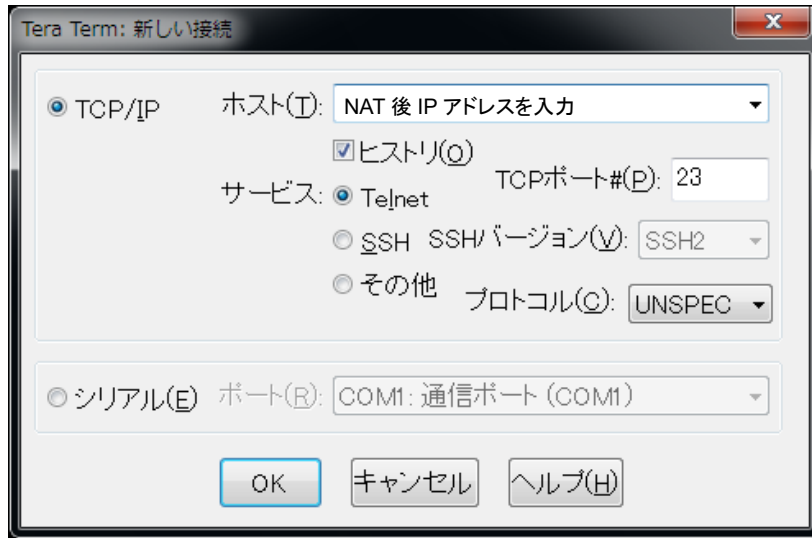 Tera Term: 新しい接続
TCP/IP
ホスト(T): NAT 後 IP アドレスを入力
ヒストリ(O)
サービス: Telnet
TCPポート#(P): 23
SSH SSHバージョン(V): SSH2
その他 プロトコル(C): UNSPEC
シリアル(E) ポート(R): COM1: 通信ポート (COM1)
OK キャンセル ヘルプ(H)